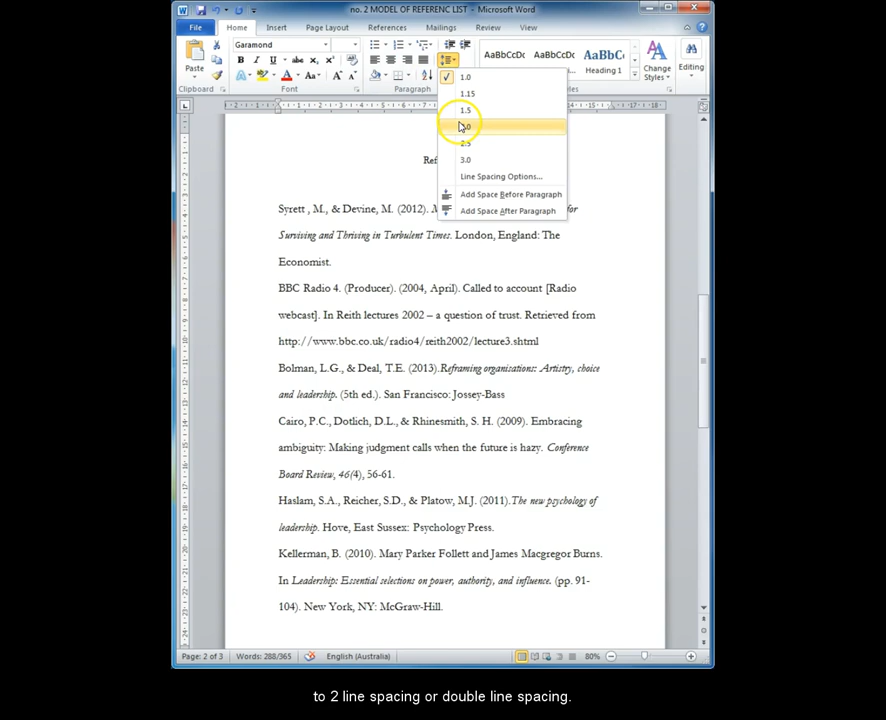 no. 2 MODEL OF REFERENC LIST - Microsoft Word
File Home Insert Page Layout References Mailings Review View
Garamond
Paste
Clipboard Font Paragraph
AaBbCcDc AaBbCcDc AaBbC
Heading 1
Change Styles
Editing
1.0
1.15
1.5
2.5
3.0
Line Spacing Options...
Add Space Before Paragraph
Add Space After Paragraph
Syrett , M., & Devine, M. (2012). for
Surviving and Thriving in Turbulent Times. London, England: The
Economist.
BBC Radio 4. (Producer). (2004, April). Called to account [Radio
webcast]. In Reith lectures 2002 – a question of trust. Retrieved from
http://www.bbc.co.uk/radio4/reith2002/lecture3.shtml
Bolman, L.G., & Deal, T.E. (2013).Reframing organisations: Artistry, choice
and leadership. (5th ed.). San Francisco: Jossey-Bass
Cairo, P.C., Dotlich, D.L., & Rhinesmith, S. H. (2009). Embracing
ambiguity: Making judgment calls when the future is hazy. Conference
Board Review, 46(4), 56-61.
Haslam, S.A., Reicher, S.D., & Platow, M.J. (2011).The new psychology of
leadership. Hove, East Sussex: Psychology Press.
Kellerman, B. (2010). Mary Parker Follett and James Macgregor Burns.
In Leadership: Essential selections on power, authority, and influence. (pp. 91-
104). New York, NY: McGraw-Hill.
Page: 2 of 3 Words: 288/365 English (Australia) 80%
to 2 line spacing or double line spacing.